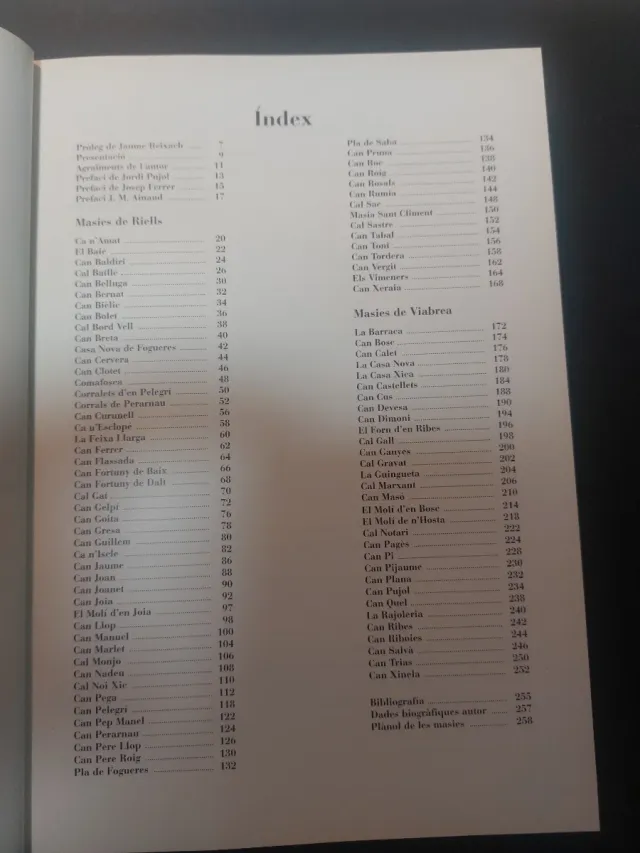 Índex
Pròleg de Jaume Reixach 7
Presentació 9
Agraïments de l'autor 11
Prefaci de Jordi Pujol 13
Prefaci de Josep Ferrer 15
Prefaci J. M. Ainaud 17
Masies de Riells
Ca n'Amat 20
El Baie 22
Can Baldiri 24
Cal Batlle 26
Can Belluga 30
Can Bernat 32
Can Bièlic 34
Can Bolet 36
Cal Bord Vell 38
Can Breta 40
Casa Nova de Fogueres 42
Can Cervera 44
Can Clotet 46
Comafosca 48
Corralets d'en Pelegrí 50
Corrals de Perarnau 52
Can Curunell 56
Ca n'Esclopé 58
La Feixa Llarga 60
Can Ferrer 62
Can Flassada 64
Can Fortuny de Baix 66
Can Fortuny de Dalt 68
Cal Gai 70
Can Gelpí 72
Can Goita 76
Can Gresa 78
Can Guillem 80
Ca n'Iscle 82
Can Jaume 86
Can Joan 88
Can Joanet 90
Can Joia 92
El Molí d'en Joia 97
Can Llop 98
Can Manuel 100
Can Marlet 104
Cal Monjo 106
Can Nadeu 108
Cal Noi Xic 110
Can Pega 112
Can Pelegrí 118
Can Pep Manel 122
Can Perarnau 124
Can Pere Llop 126
Can Pere Roig 130
Pla de Fogueres 132
Pla de Saba 134
Can Pruna 136
Can Roc 138
Can Roig 140
Can Rosals 142
Can Rumia 144
Cal Sac 148
Masia Sant Climent 150
Cal Sastre 152
Can Tabal 154
Can Toni 156
Can Tordera 158
Can Vergit 162
Els Vimeners 164
Can Xeraia 168
Masies de Viabrea
La Barraca 172
Can Bosc 174
Can Calet 176
La Casa Nova 178
La Casa Xica 180
Can Castellets 184
Can Cus 188
Can Devesa 190
Can Dimoni 194
El Forn d'en Ribes 196
Cal Gall 198
Can Ganyes 200
Cal Gravat 202
La Guingueta 204
Cal Marxant 206
Can Masó 210
El Molí d'en Bosc 214
El Molí de n'Hosta 218
Cal Notari 222
Can Pagès 224
Can Pi 228
Can Pijaume 230
Can Plana 232
Can Pujol 234
Can Quel 238
La Rajoleria 240
Can Ribes 242
Can Riboies 244
Can Salvà 246
Can Trias 250
Can Xineia 252
Bibliografia 255
Dades biogràfiques autor 257
Plànol de les masies 258